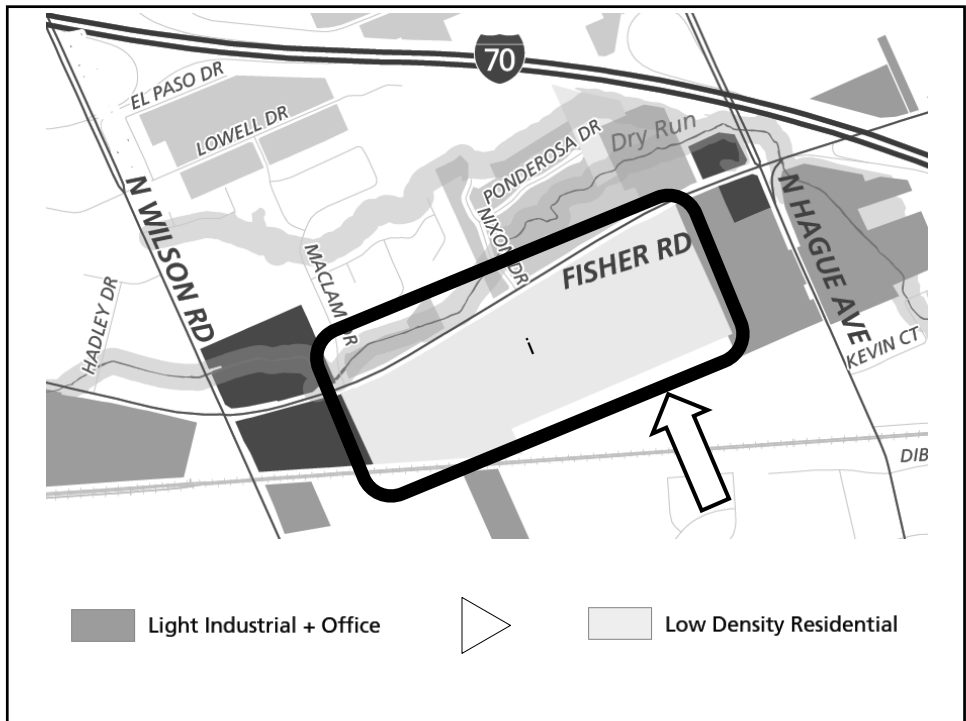 70
EL PASO DR
LOWELL DR
PONDEROSA DR
Dry Run
N WILSON RD
NIXON DR
N HAGUE AVE
MACLAM DR
FISHER RD
HADLEY DR
i
KEVIN CT
DIB
Light Industrial + Office
Low Density Residential